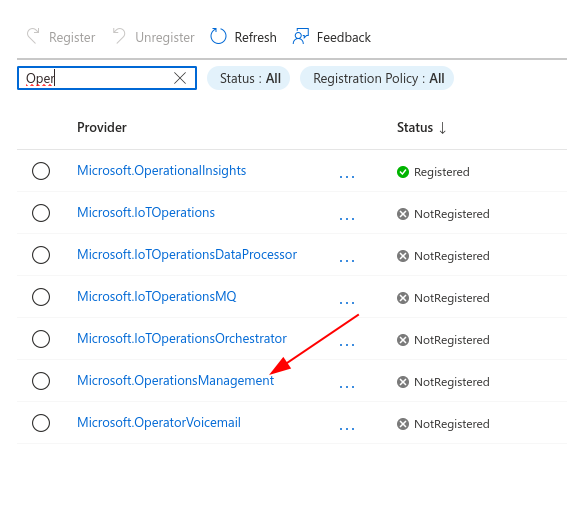 Register Unregister Refresh Feedback
Oper Status : All Registration Policy : All
Provider Status ↓
Microsoft.OperationalInsights ... Registered
Microsoft.IoTOperations ... NotRegistered
Microsoft.IoTOperationsDataProcessor ... NotRegistered
Microsoft.IoTOperationsMQ ... NotRegistered
Microsoft.IoTOperationsOrchestrator ... NotRegistered
Microsoft.OperationsManagement ... NotRegistered
Microsoft.OperatorVoicemail ... NotRegistered